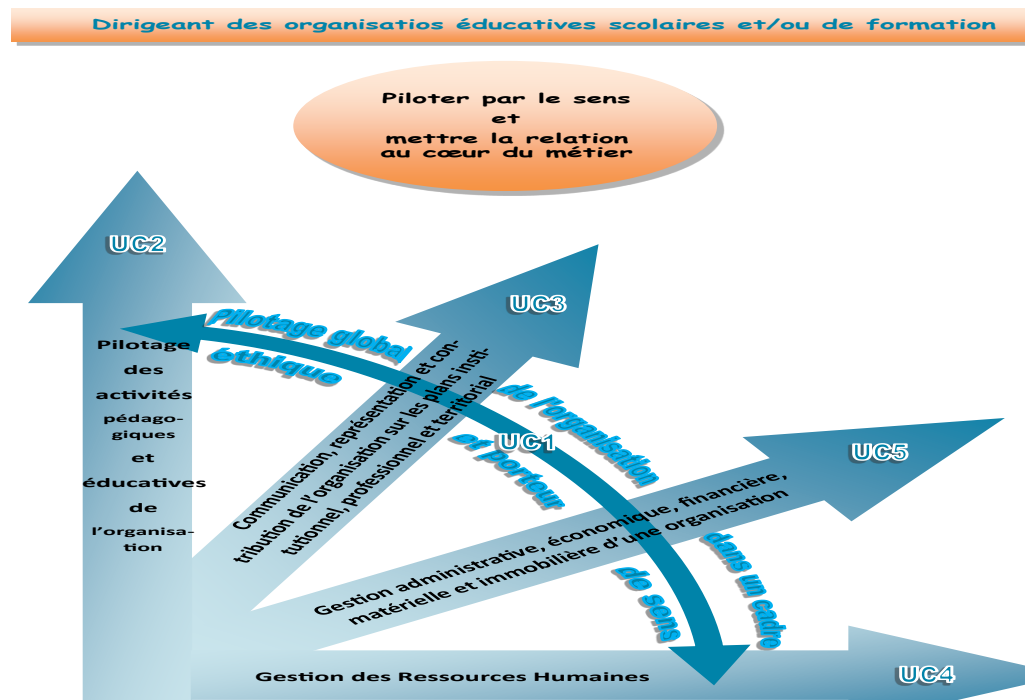 Dirigeant des organisatios éducatives scolaires et/ou de formation
Piloter par le sens
et
mettre la relation
au cœur du métier
UC2
Pilotage
des
activités
pédago-
giques
et
éducatives
de
l'organisa-
tion
UC3
Communication, représentation et con-
tribution de l'organisation sur les plans insti-
tutionnel, professionnel et territorial
Pilotage global
de l'organisation
dans un cadre
éthique
et porteur
de sens
UC1
UC5
Gestion administrative, économique, financière,
matérielle et immobilière d'une organisation
Gestion des Ressources Humaines
UC4